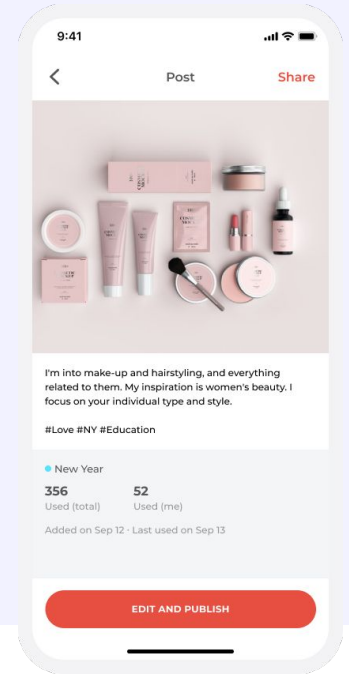 9:41
Post
Share
I'm into make-up and hairstyling, and everything
related to them. My inspiration is women's beauty. I
focus on your individual type and style.
#Love #NY #Education
New Year
356
52
Used (total)
Used (me)
Added on Sep 12 · Last used on Sep 13
EDIT AND PUBLISH